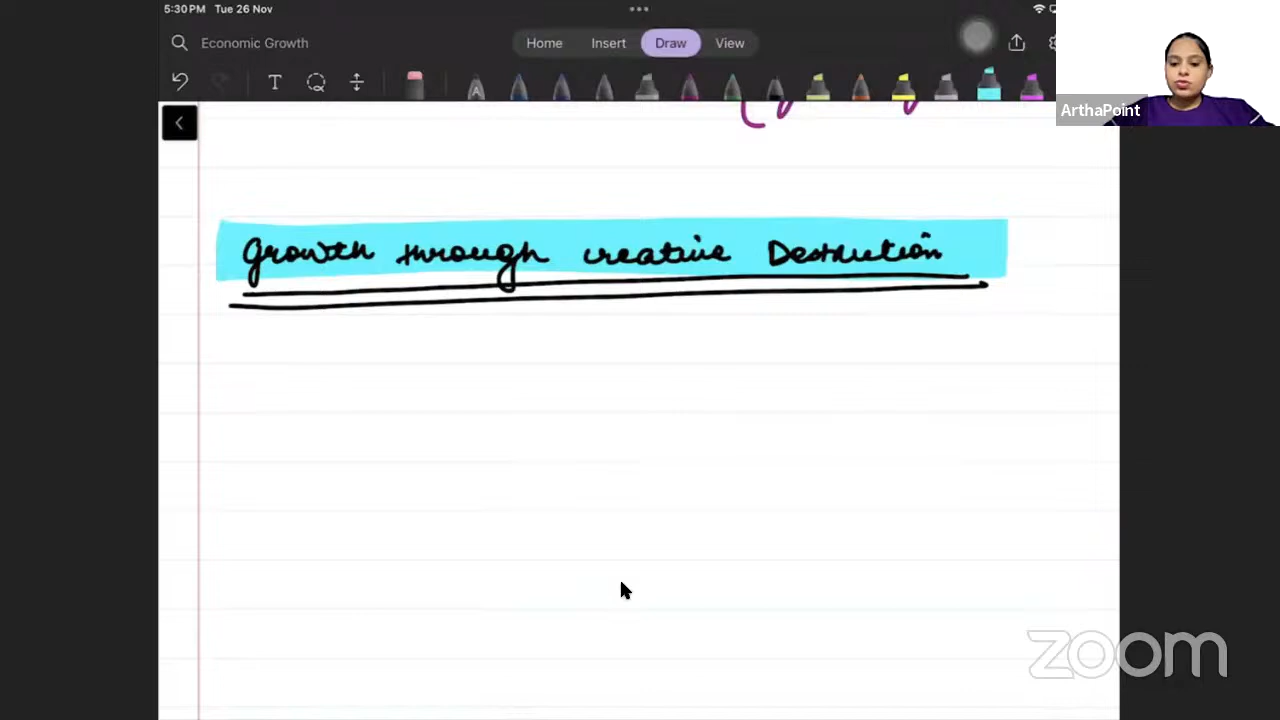 5:30 PM Tue 26 Nov
Economic Growth
Home Insert Draw View
T
A
ArthaPoint
Growth through creative Destruction
zoom